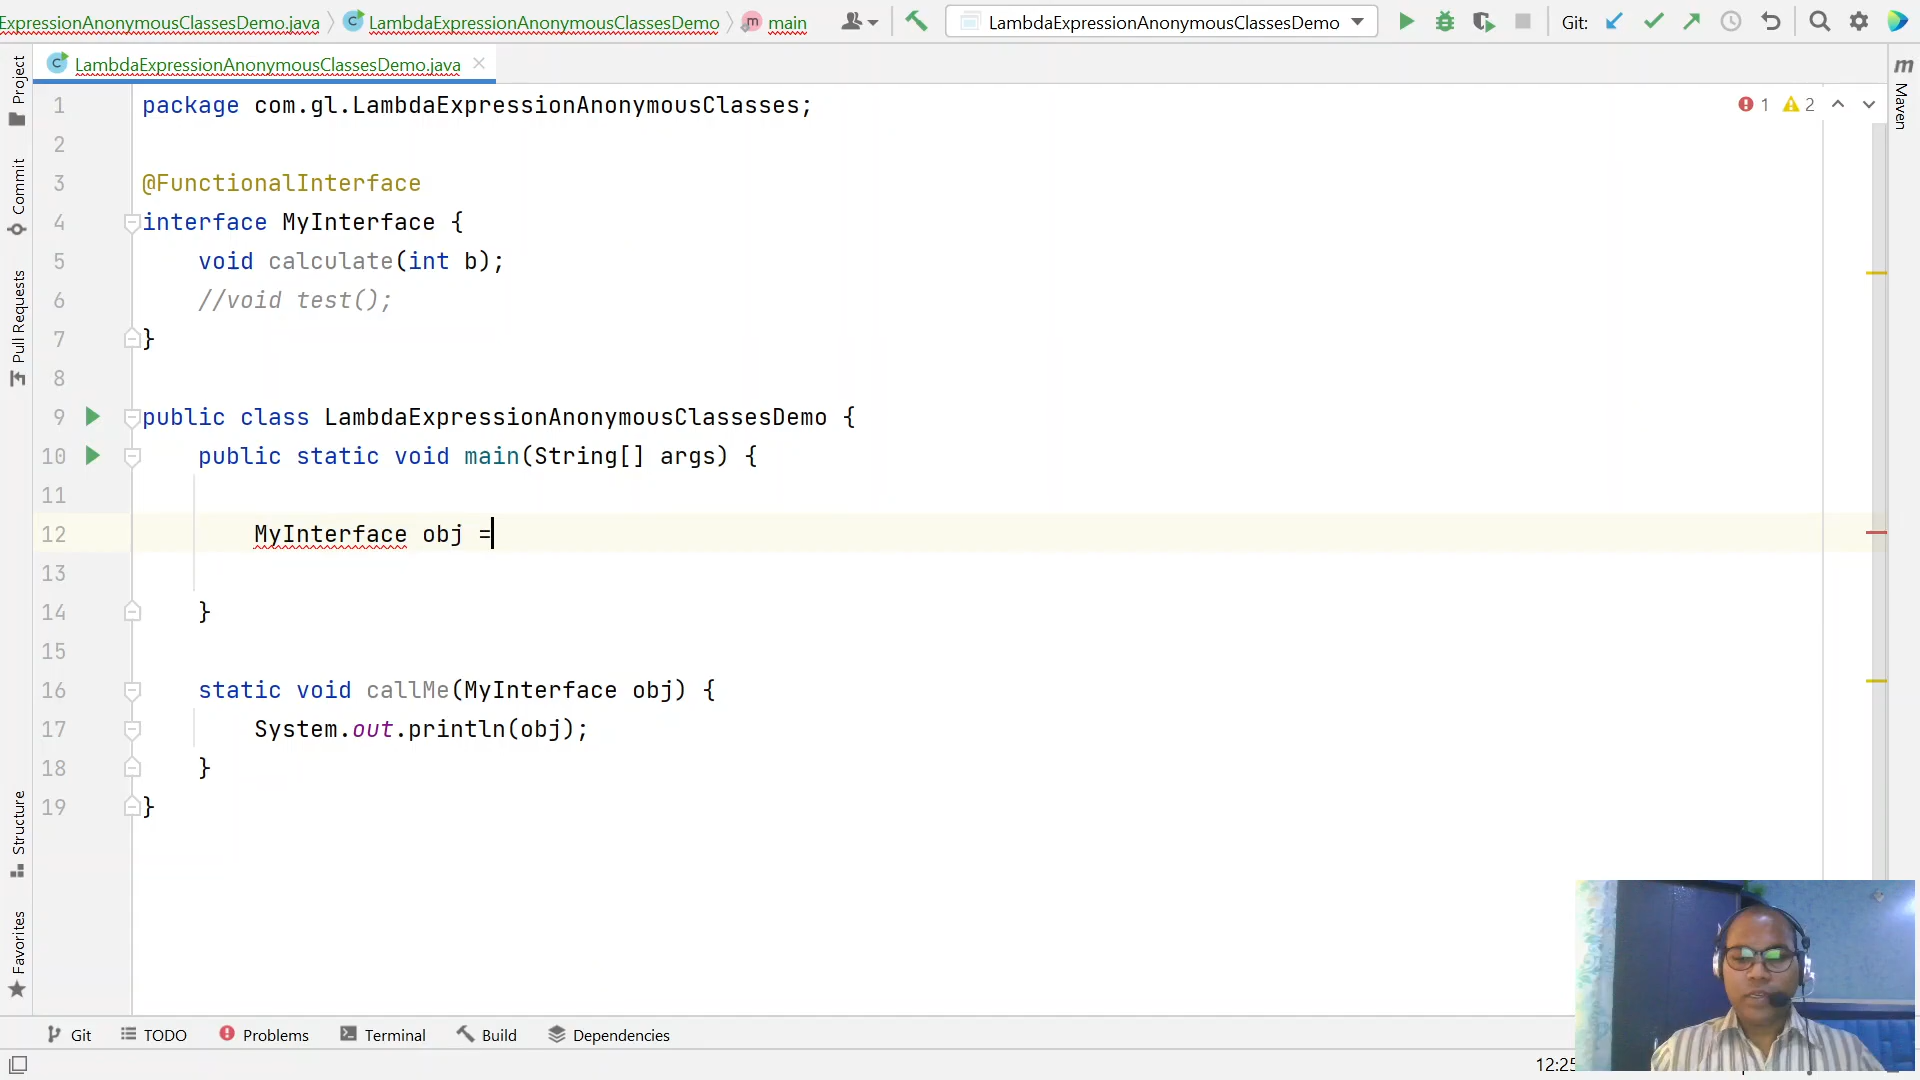 ExpressionAnonymousClassesDemo.java LambdaExpressionAnonymousClassesDemo main LambdaExpressionAnonymousClassesDemo Git:
LambdaExpressionAnonymousClassesDemo.java
Project
Commit
Pull Requests
Structure
Favorites
Maven
1 2
1 package com.gl.LambdaExpressionAnonymousClasses;
2
3 @FunctionalInterface
4 interface MyInterface {
5 void calculate(int b);
6 //void test();
7 }
8
9 public class LambdaExpressionAnonymousClassesDemo {
10 public static void main(String[] args) {
11
12 MyInterface obj =
13
14 }
15
16 static void callMe(MyInterface obj) {
17 System.out.println(obj);
18 }
19 }
Git TODO Problems Terminal Build Dependencies
12:25